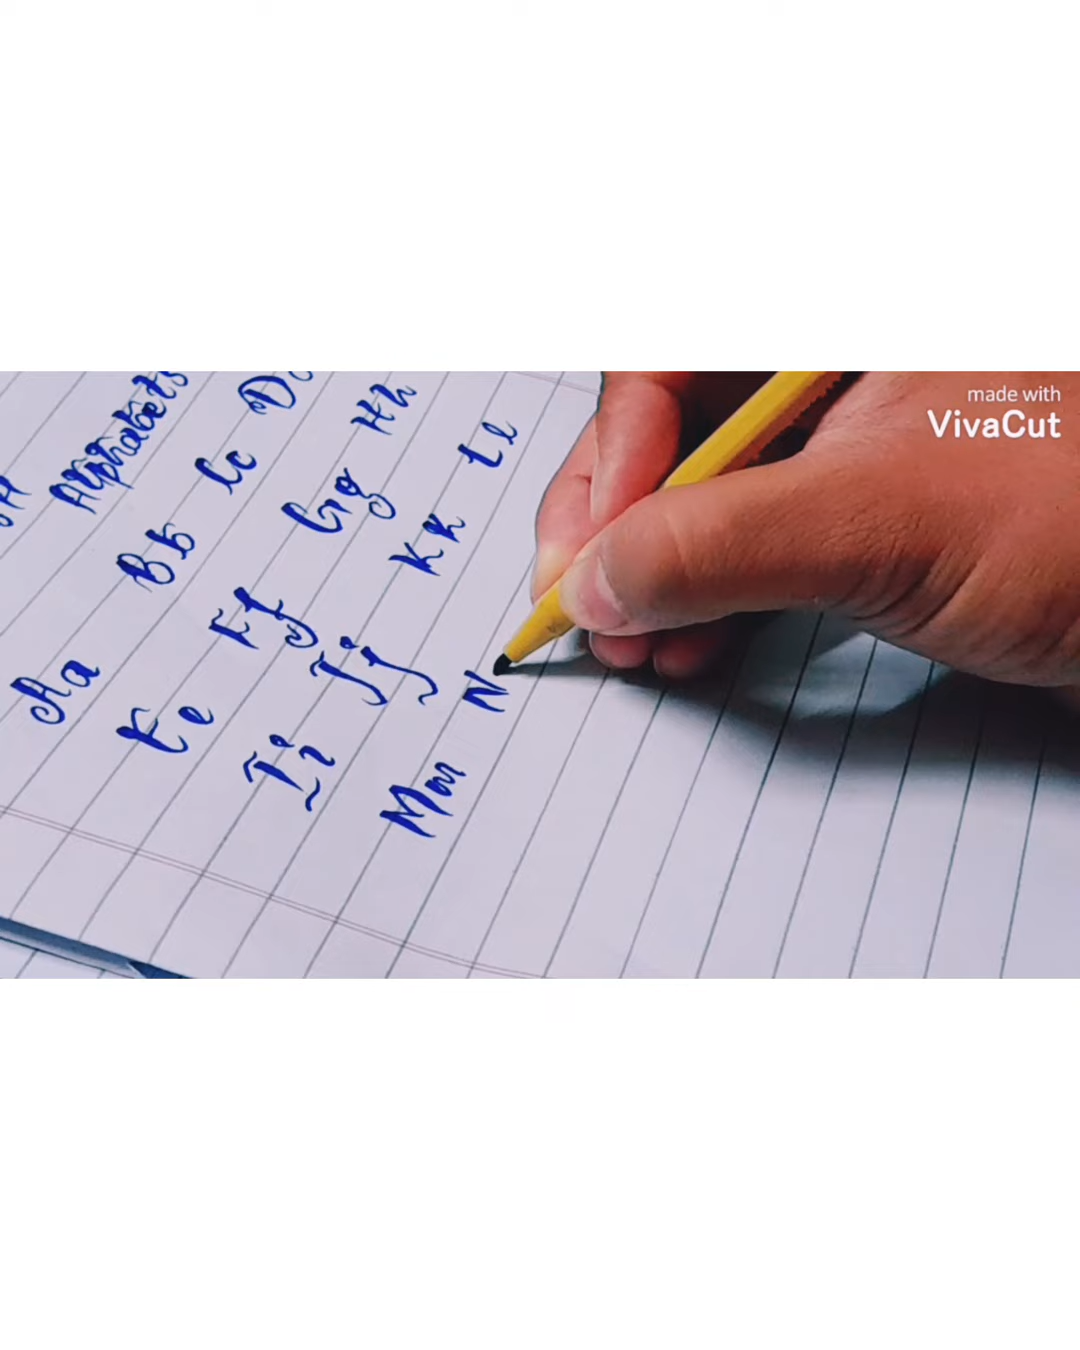 Alphabets
Aa Bb Cc D
Ee Ff Gg Hh
Ii Jj Kk Ll
Mm N
made with
VivaCut